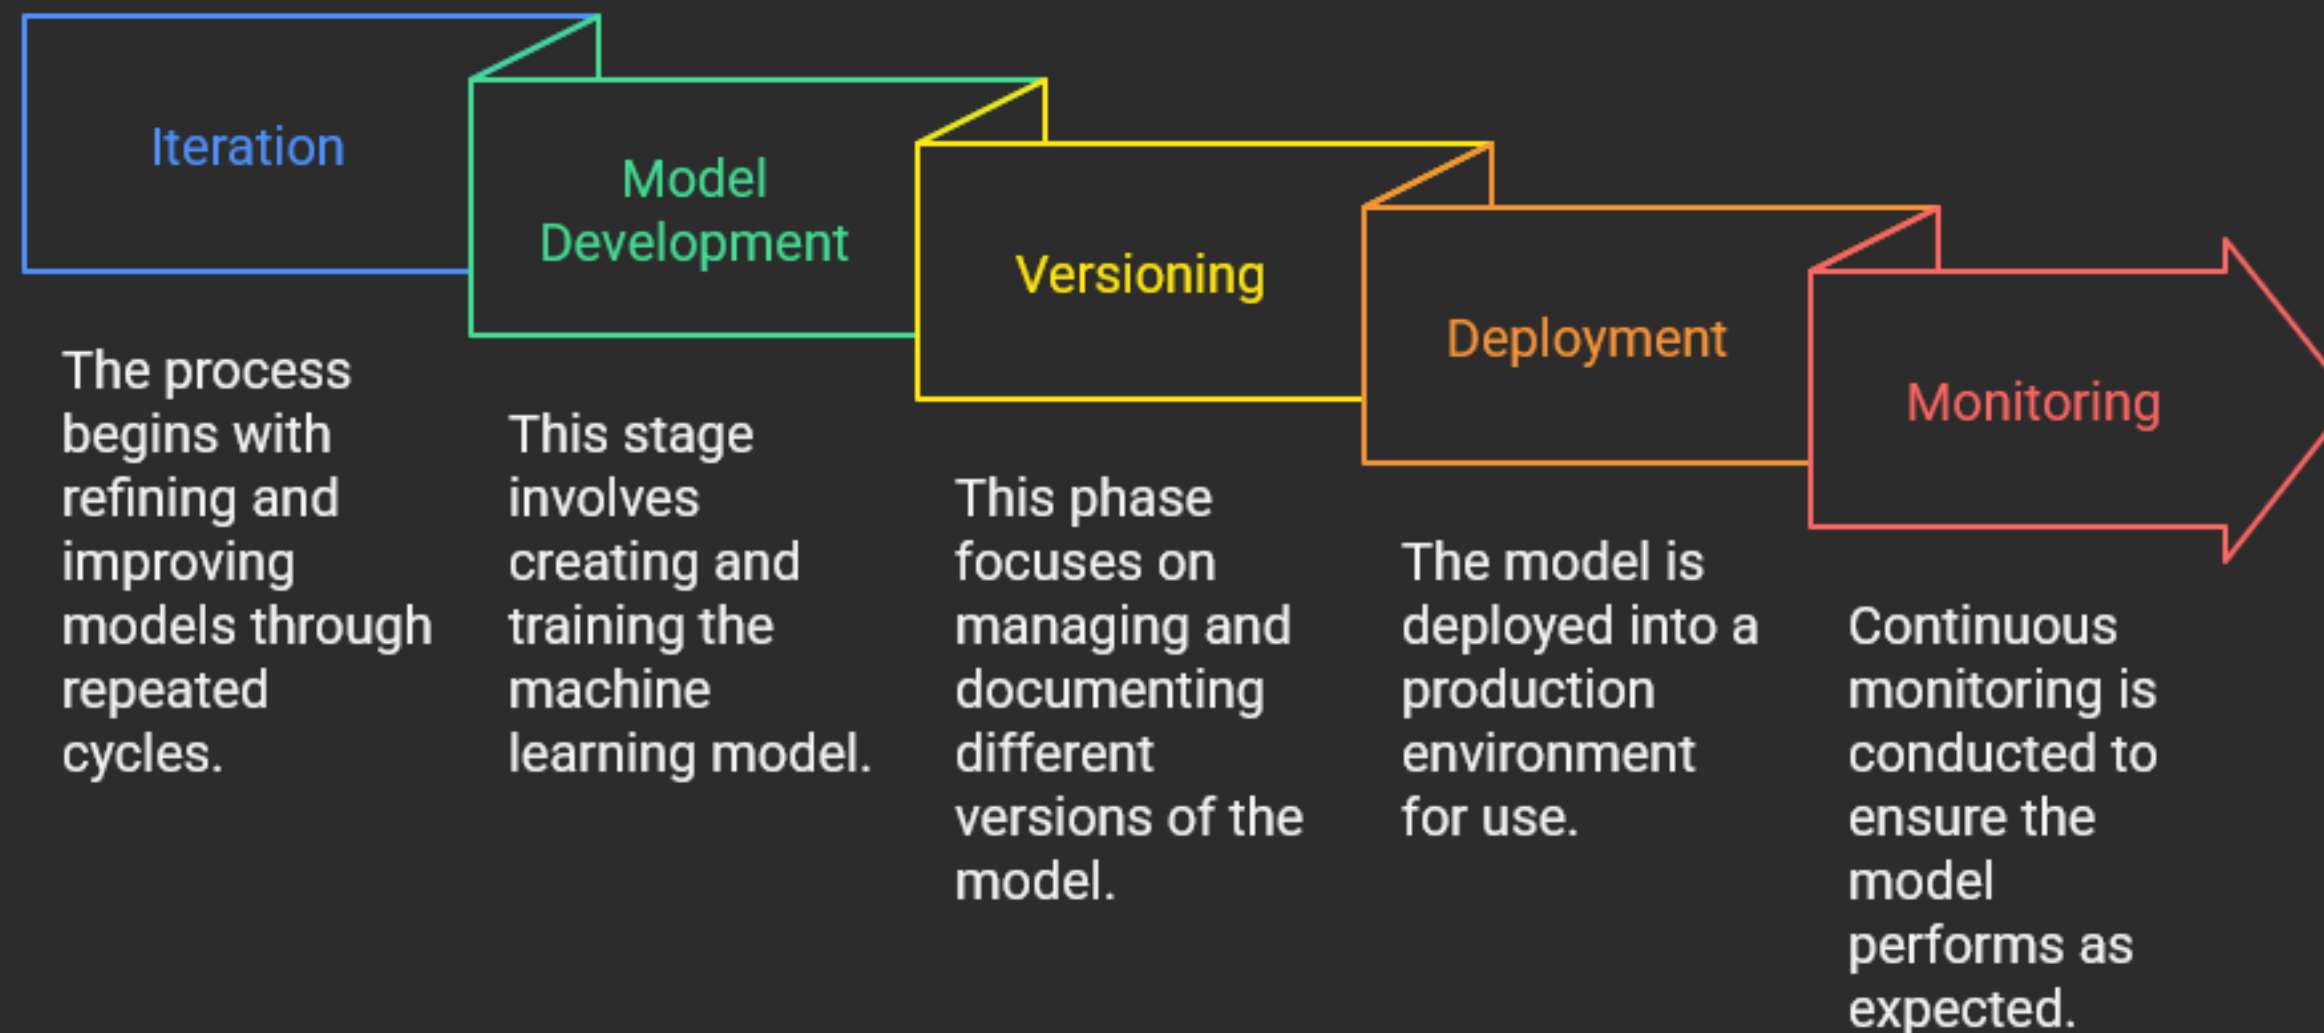 Iteration
The process
begins with
refining and
improving
models through
repeated
cycles.
Model
Development
This stage
involves
creating and
training the
machine
learning model.
Versioning
This phase
focuses on
managing and
documenting
different
versions of the
model.
Deployment
The model is
deployed into a
production
environment
for use.
Monitoring
Continuous
monitoring is
conducted to
ensure the
model
performs as
expected.